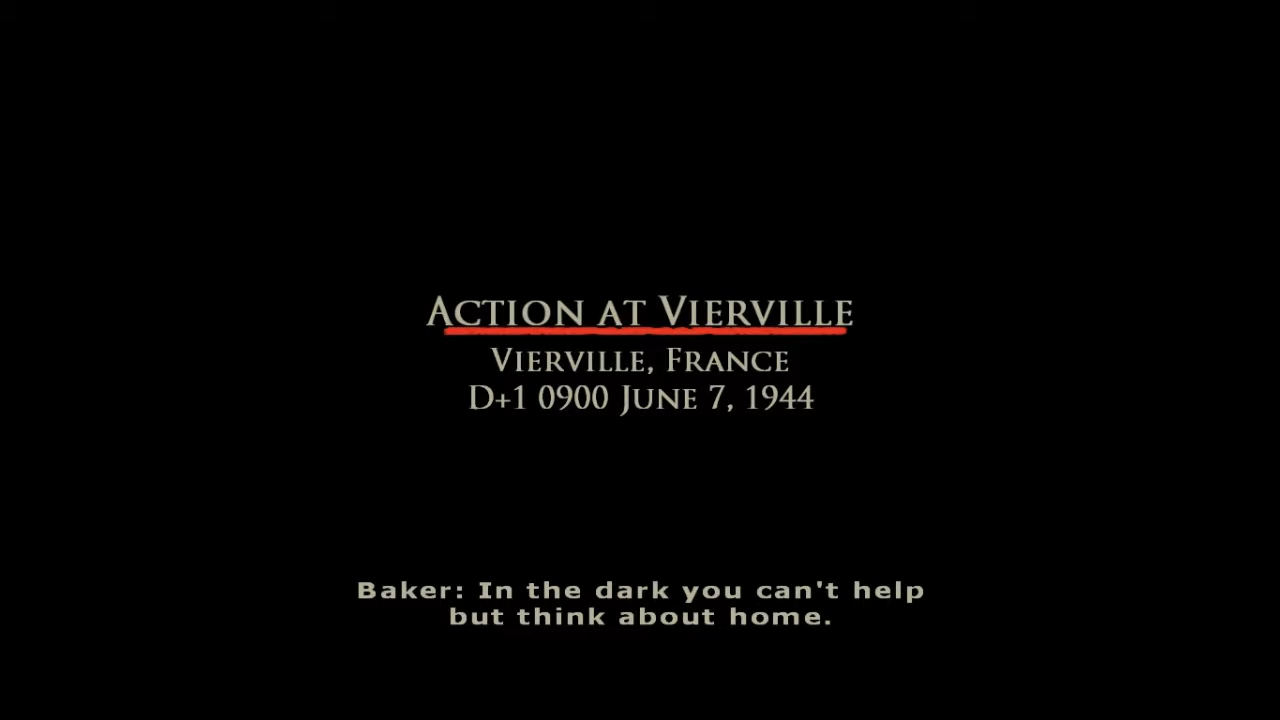 Action at Vierville
Vierville, France
D+1 0900 June 7, 1944
Baker: In the dark you can't help
but think about home.